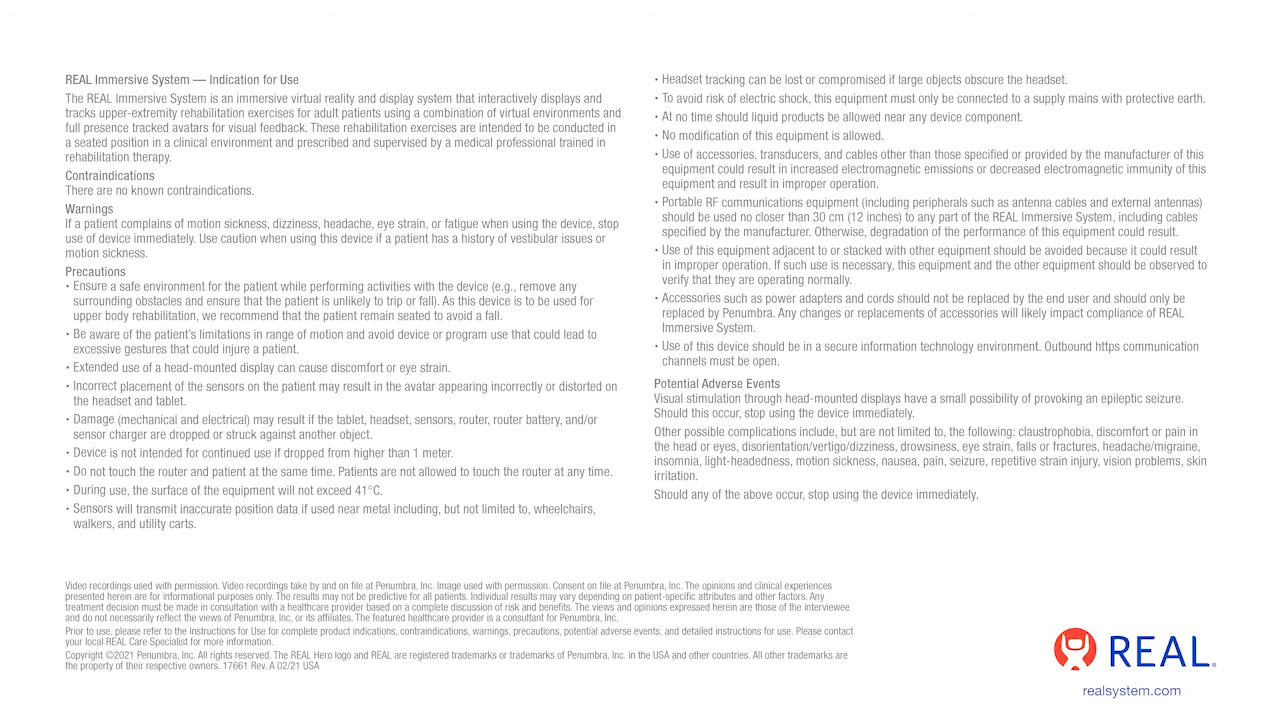 REAL Immersive System — Indication for Use
The REAL Immersive System is an immersive virtual reality and display system that interactively displays and
tracks upper-extremity rehabilitation exercises for adult patients using a combination of virtual environments and
full presence tracked avatars for visual feedback. These rehabilitation exercises are intended to be conducted in
a seated position in a clinical environment and prescribed and supervised by a medical professional trained in
rehabilitation therapy.
Contraindications
There are no known contraindications.
Warnings
If a patient complains of motion sickness, dizziness, headache, eye strain, or fatigue when using the device, stop
use of device immediately. Use caution when using this device if a patient has a history of vestibular issues or
motion sickness.
Precautions
• Ensure a safe environment for the patient while performing activities with the device (e.g., remove any
surrounding obstacles and ensure that the patient is unlikely to trip or fall). As this device is to be used for
upper body rehabilitation, we recommend that the patient remain seated to avoid a fall.
• Be aware of the patient's limitations in range of motion and avoid device or program use that could lead to
excessive gestures that could injure a patient.
• Extended use of a head-mounted display can cause discomfort or eye strain.
• Incorrect placement of the sensors on the patient may result in the avatar appearing incorrectly or distorted on
the headset and tablet.
• Damage (mechanical and electrical) may result if the tablet, headset, sensors, router, router battery, and/or
sensor charger are dropped or struck against another object.
• Device is not intended for continued use if dropped from higher than 1 meter.
• Do not touch the router and patient at the same time. Patients are not allowed to touch the router at any time.
• During use, the surface of the equipment will not exceed 41°C.
• Sensors will transmit inaccurate position data if used near metal including, but not limited to, wheelchairs,
walkers, and utility carts.
• Headset tracking can be lost or compromised if large objects obscure the headset.
• To avoid risk of electric shock, this equipment must only be connected to a supply mains with protective earth.
• At no time should liquid products be allowed near any device component.
• No modification of this equipment is allowed.
• Use of accessories, transducers, and cables other than those specified or provided by the manufacturer of this
equipment could result in increased electromagnetic emissions or decreased electromagnetic immunity of this
equipment and result in improper operation.
• Portable RF communications equipment (including peripherals such as antenna cables and external antennas)
should be used no closer than 30 cm (12 inches) to any part of the REAL Immersive System, including cables
specified by the manufacturer. Otherwise, degradation of the performance of this equipment could result.
• Use of this equipment adjacent to or stacked with other equipment should be avoided because it could result
in improper operation. If such use is necessary, this equipment and the other equipment should be observed to
verify that they are operating normally.
• Accessories such as power adapters and cords should not be replaced by the end user and should only be
replaced by Penumbra. Any changes or replacements of accessories will likely impact compliance of REAL
Immersive System.
• Use of this device should be in a secure information technology environment. Outbound https communication
channels must be open.
Potential Adverse Events
Visual stimulation through head-mounted displays have a small possibility of provoking an epileptic seizure.
Should this occur, stop using the device immediately.
Other possible complications include, but are not limited to, the following: claustrophobia, discomfort or pain in
the head or eyes, disorientation/vertigo/dizziness, drowsiness, eye strain, falls or fractures, headache/migraine,
insomnia, light-headedness, motion sickness, nausea, pain, seizure, repetitive strain injury, vision problems, skin
irritation.
Should any of the above occur, stop using the device immediately.
Video recordings used with permission. Video recordings take by and on file at Penumbra, Inc. Image used with permission. Consent on file at Penumbra, Inc. The opinions and clinical experiences
presented herein are for informational purposes only. The results may not be predictive for all patients. Individual results may vary depending on patient-specific attributes and other factors. Any
treatment decision must be made in consultation with a healthcare provider based on a complete discussion of risk and benefits. The views and opinions expressed herein are those of the interviewee
and do not necessarily reflect the views of Penumbra, Inc, or its affiliates. The featured healthcare provider is a consultant for Penumbra, Inc.
Prior to use, please refer to the Instructions for Use for complete product indications, contraindications, warnings, precautions, potential adverse events, and detailed instructions for use. Please contact
your local REAL Care Specialist for more information.
Copyright ©2021 Penumbra, Inc. All rights reserved. The REAL Hero logo and REAL are registered trademarks or trademarks of Penumbra, Inc. in the USA and other countries. All other trademarks are
the property of their respective owners. 17661 Rev. A 02/21 USA
REAL®
realsystem.com